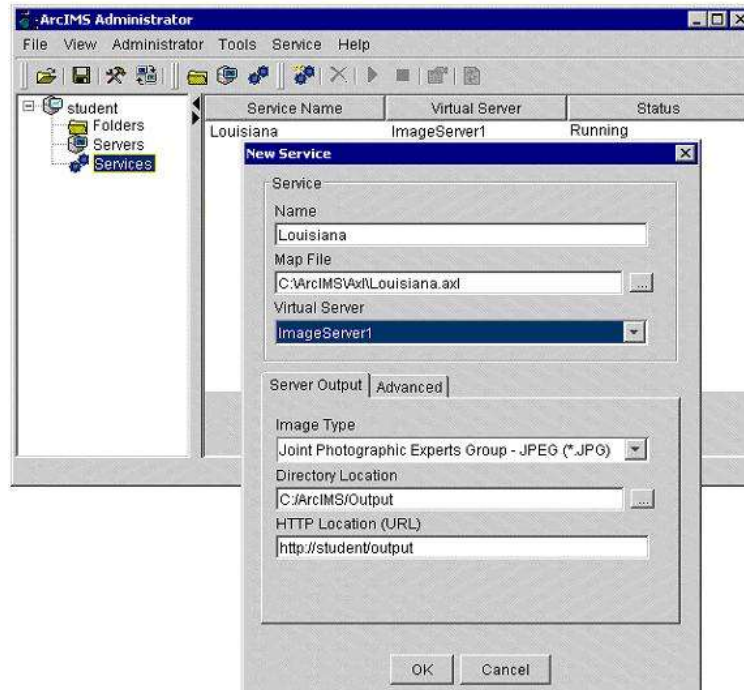 ArcIMS Administrator
File View Administrator Tools Service Help
student
Folders
Servers
Services
Service Name Virtual Server Status
Louisiana ImageServer1 Running
New Service
Service
Name
Louisiana
Map File
C:\ArcIMS\Axl\Louisiana.axl
...
Virtual Server
ImageServer1
Server Output Advanced
Image Type
Joint Photographic Experts Group - JPEG (*.JPG)
Directory Location
C:/ArcIMS/Output
...
HTTP Location (URL)
http://student/output
OK Cancel